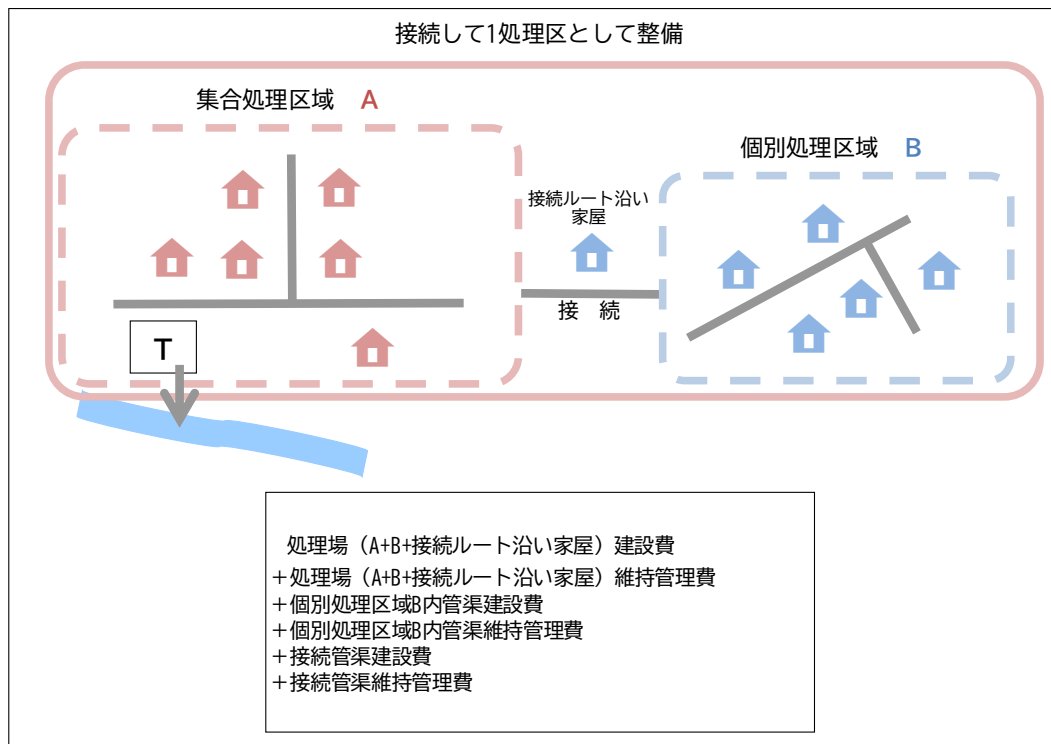 接続して1処理区として整備
集合処理区域 A
個別処理区域 B
接続ルート沿い
家屋
接 続
T
処理場（A+B+接続ルート沿い家屋）建設費
＋処理場（A+B+接続ルート沿い家屋）維持管理費
＋個別処理区域B内管渠建設費
＋個別処理区域B内管渠維持管理費
＋接続管渠建設費
＋接続管渠維持管理費